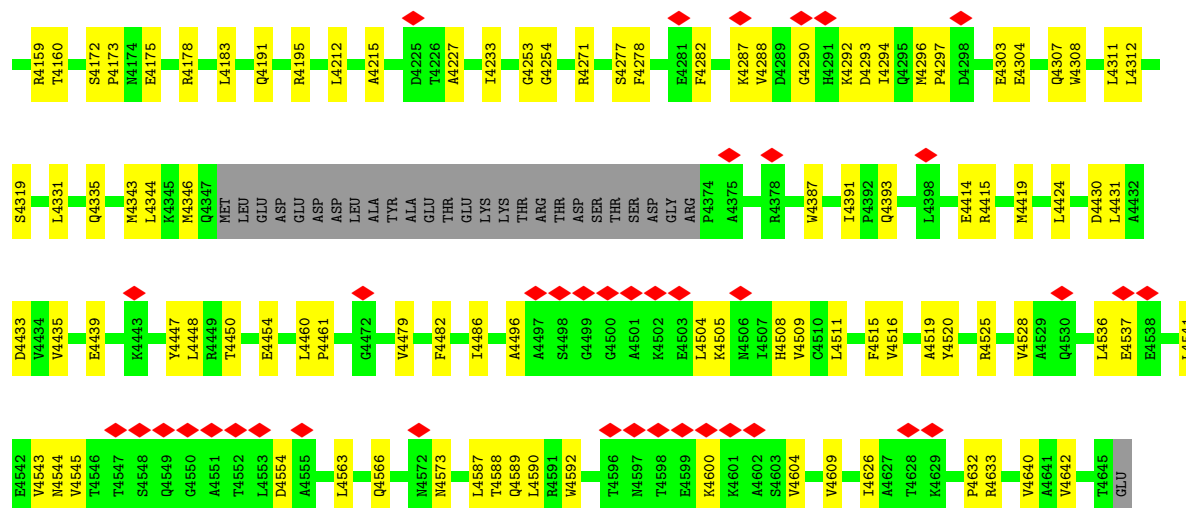 R4159 T4160 S4172 P4173 N4174 E4175 R4178 L4183 Q4191 R4195 L4212 A4215 D4225 T4226 A4227 I4233 G4253 G4254 R4271 S4277 F4278 E4281 F4282 K4287 V4288 D4289 G4290 H4291 K4292 D4293 I4294 Q4295 M4296 P4297 D4298 E4303 E4304 Q4307 W4308 L4311 L4312
S4319 L4331 Q4335 M4343 L4344 K4345 M4346 Q4347 MET LEU GLU ASP GLU ASP ASP LEU ALA TYR ALA GLU THR GLU LYS LYS THR ARG THR ASP SER THR SER ASP GLY ARG P4374 A4375 R4378 W4387 I4391 P4392 Q4393 L4398 E4414 R4415 M4419 L4424 D4430 L4431 A4432
D4433 V4434 V4435 E4439 K4443 Y4447 L4448 R4449 T4450 E4454 L4460 P4461 G4472 V4479 F4482 I4486 A4496 A4497 S4498 G4499 G4500 A4501 K4502 E4503 L4504 K4505 N4506 I4507 H4508 V4509 C4510 L4511 F4515 V4516 A4519 Y4520 R4525 V4528 A4529 Q4530 L4536 E4537 E4538 L4541
E4542 V4543 N4544 V4545 T4546 T4547 S4548 Q4549 G4550 A4551 T4552 L4553 D4554 A4555 L4563 Q4566 N4572 N4573 L4587 T4588 Q4589 L4590 R4591 W4592 T4596 N4597 T4598 E4599 K4600 K4601 A4602 S4603 V4604 V4609 I4626 A4627 T4628 K4629 P4632 R4633 V4640 A4641 V4642 T4645 GLU